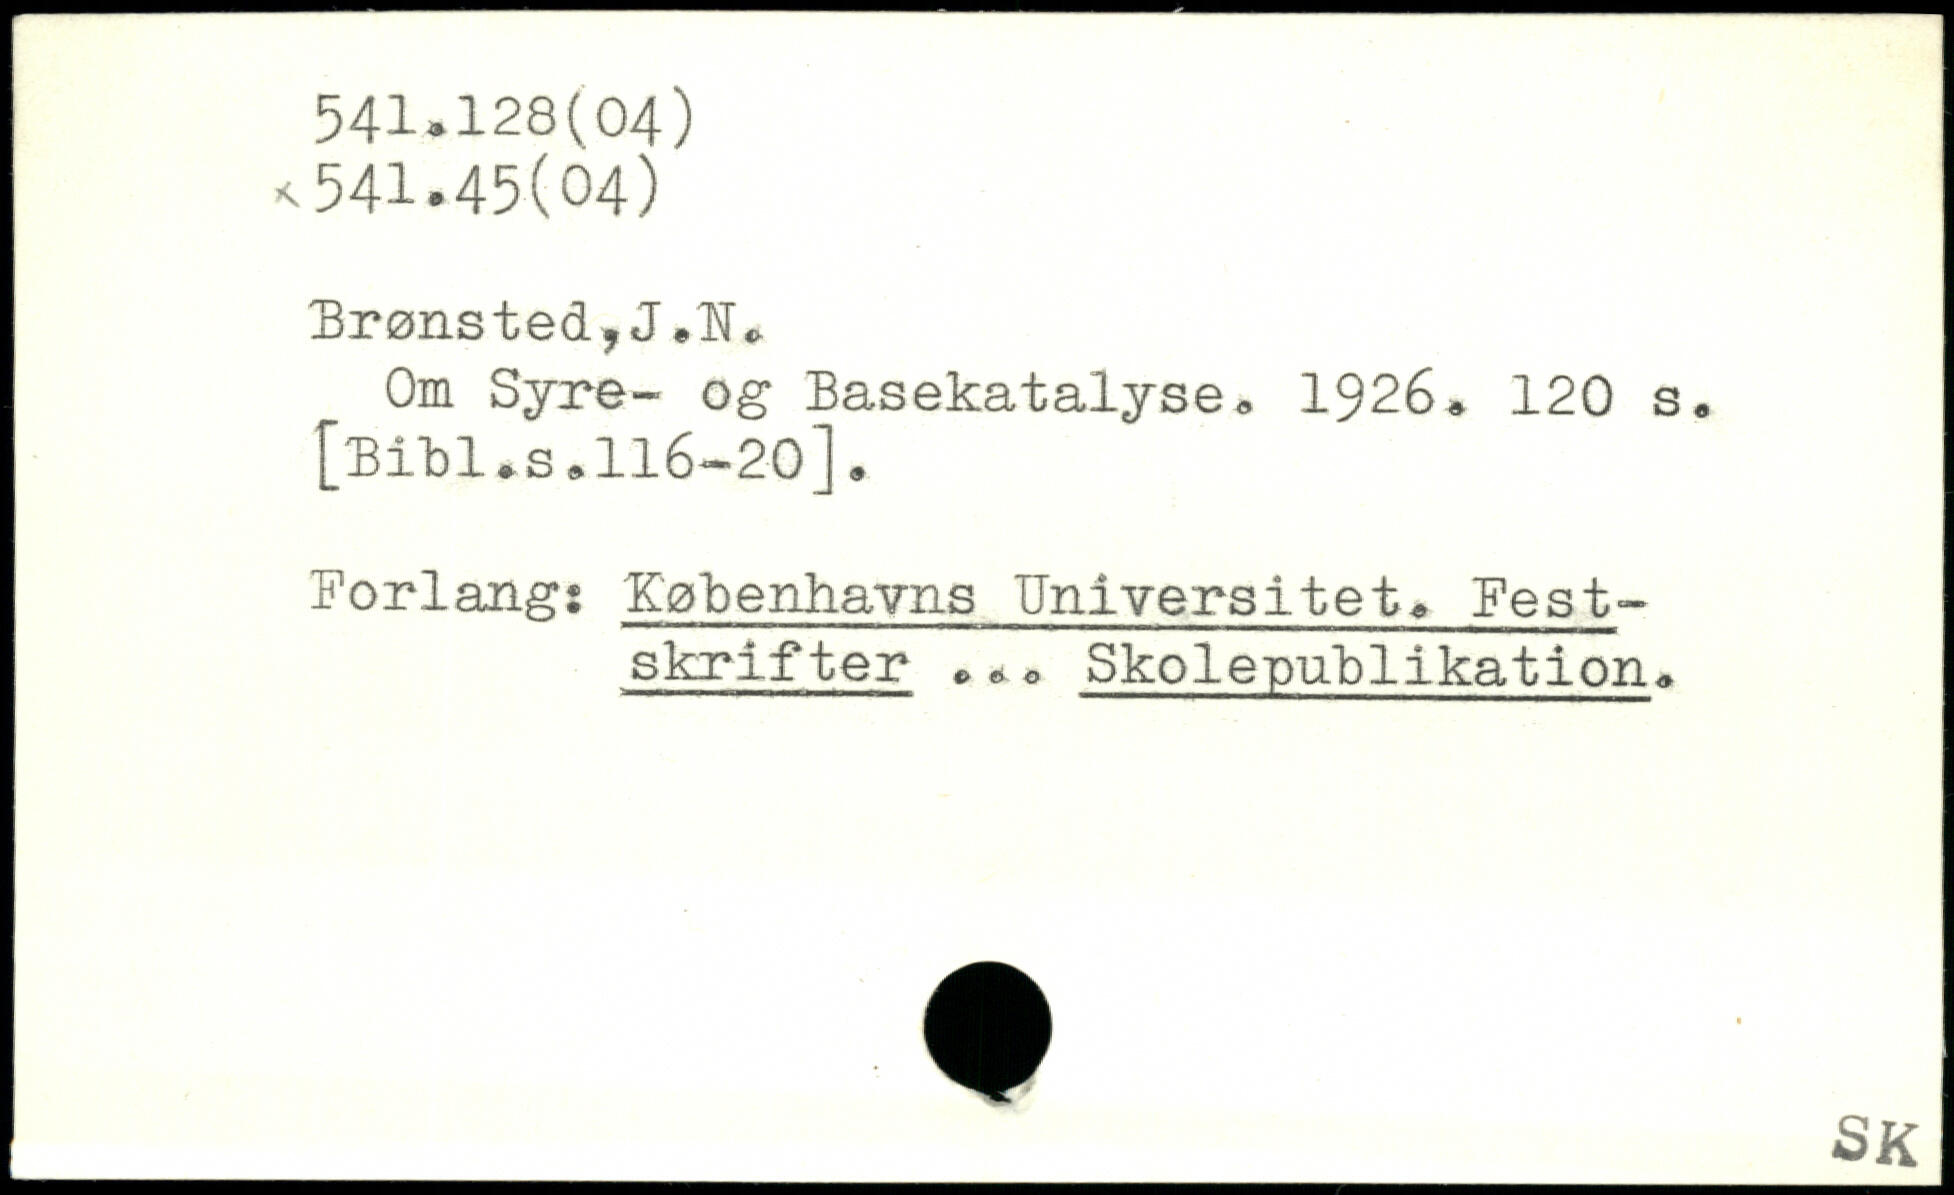 541.128(04)
x 541.45(04)
Brønsted,J.N.
Om Syre- og Basekatalyse. 1926. 120 s.
[Bibl.s.116-20].
Forlang: Københavns Universitet. Fest-
skrifter ... Skolepublikation.
SK